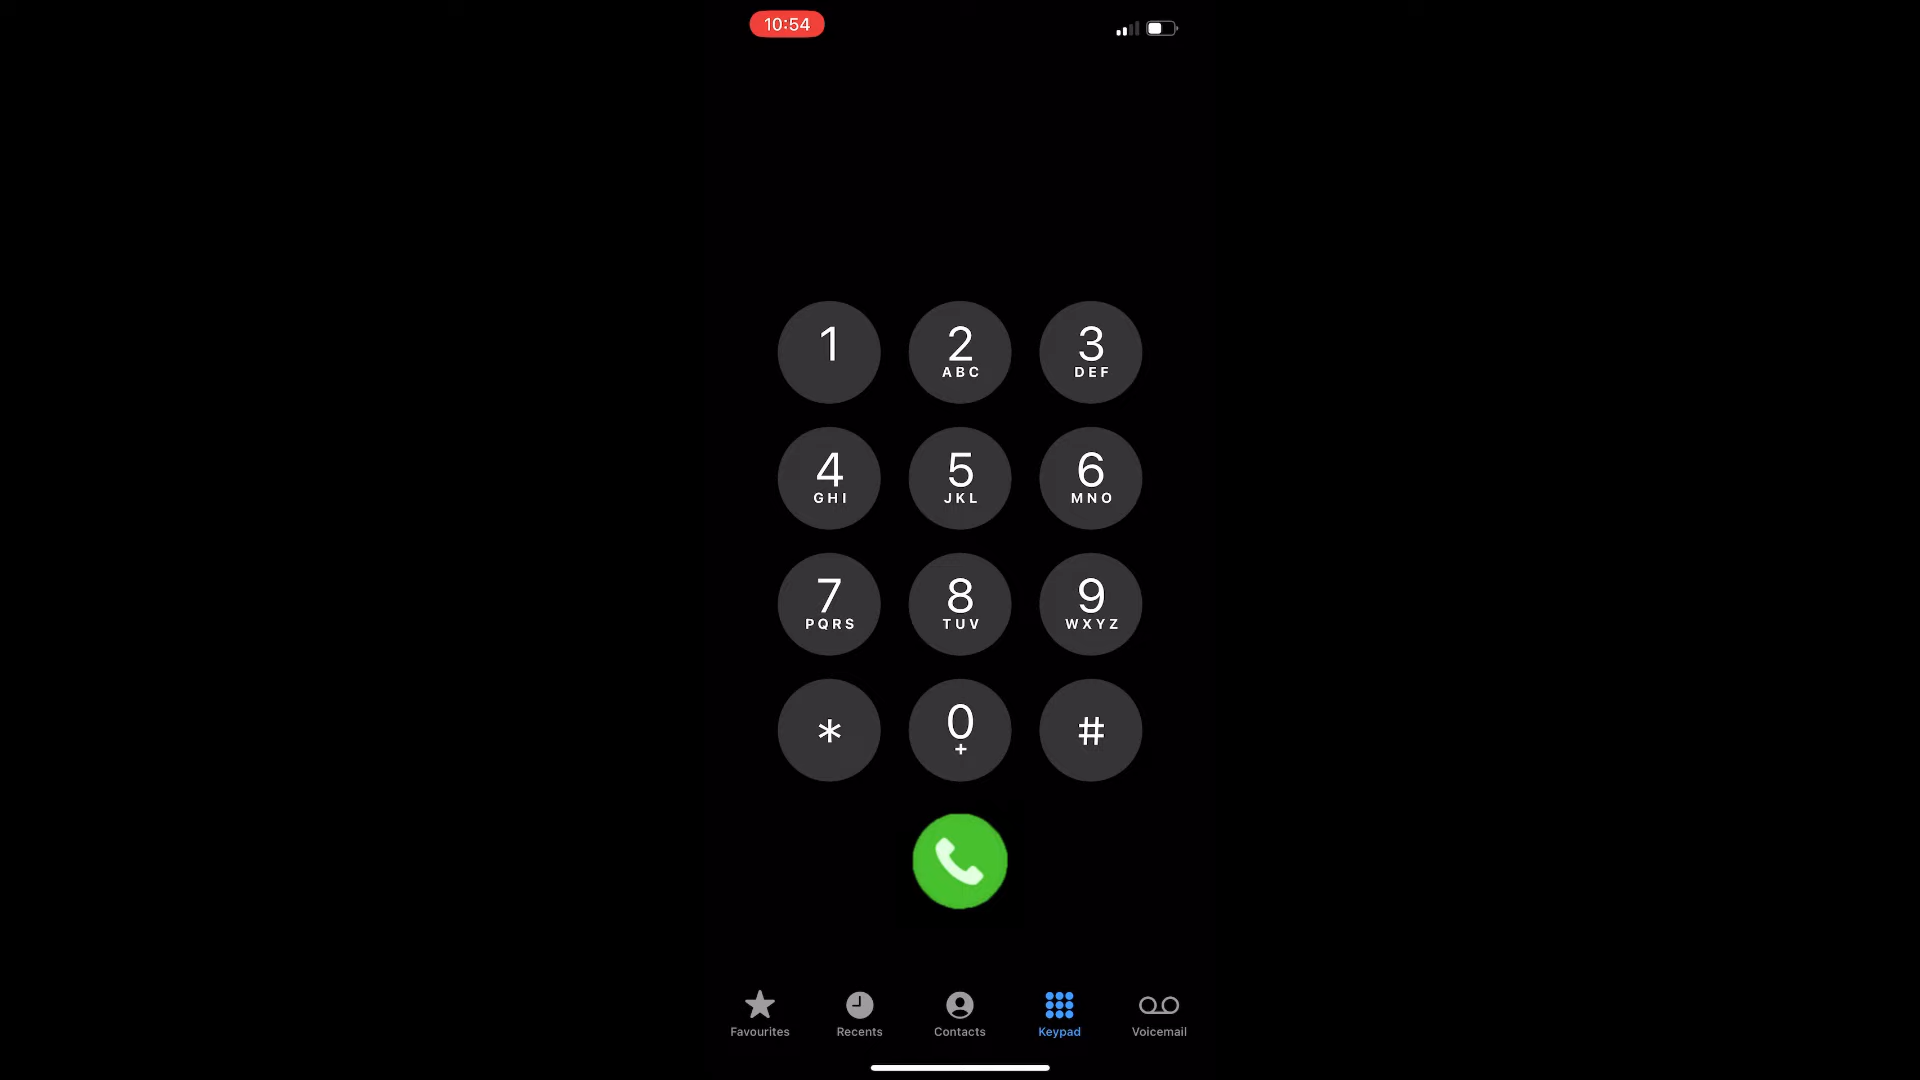 10:54
1 2 3
ABC DEF
4 5 6
GHI JKL MNO
7 8 9
PQRS TUV WXYZ
* 0 #
+
Favourites Recents Contacts Keypad Voicemail